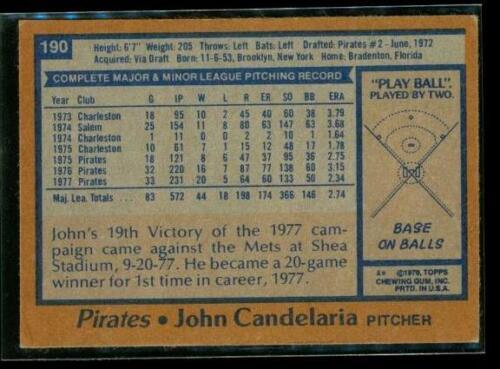 190
Height: 6'7" Weight: 205 Throws: Left Bats: Left Drafted: Pirates #2 - June, 1972
Acquired: Via Draft Born: 11-6-53, Brooklyn, New York Home: Bradenton, Florida
COMPLETE MAJOR & MINOR LEAGUE PITCHING RECORD
Year Club G IP W L R ER SO BB ERA
1973 Charleston 18 95 10 2 45 40 60 38 3.79
1974 Salem 25 154 11 8 80 63 147 63 3.68
1974 Charleston 1 11 0 0 2 2 10 1 1.64
1975 Charleston 10 61 7 1 15 12 48 17 1.78
1975 Pirates 18 121 8 6 47 37 95 36 2.75
1976 Pirates 32 220 16 7 87 77 138 60 3.15
1977 Pirates 33 231 20 5 64 60 133 50 2.34
Maj. Lea. Totals . . . . 83 572 44 18 198 174 366 146 2.74
John's 19th Victory of the 1977 cam-
paign came against the Mets at Shea
Stadium, 9-20-77. He became a 20-game
winner for 1st time in career, 1977.
"PLAY BALL".
PLAYED BY TWO.
BASE
ON BALLS
©1978, TOPPS
CHEWING GUM, INC.
PRTD. IN U.S.A.
Pirates • John Candelaria PITCHER